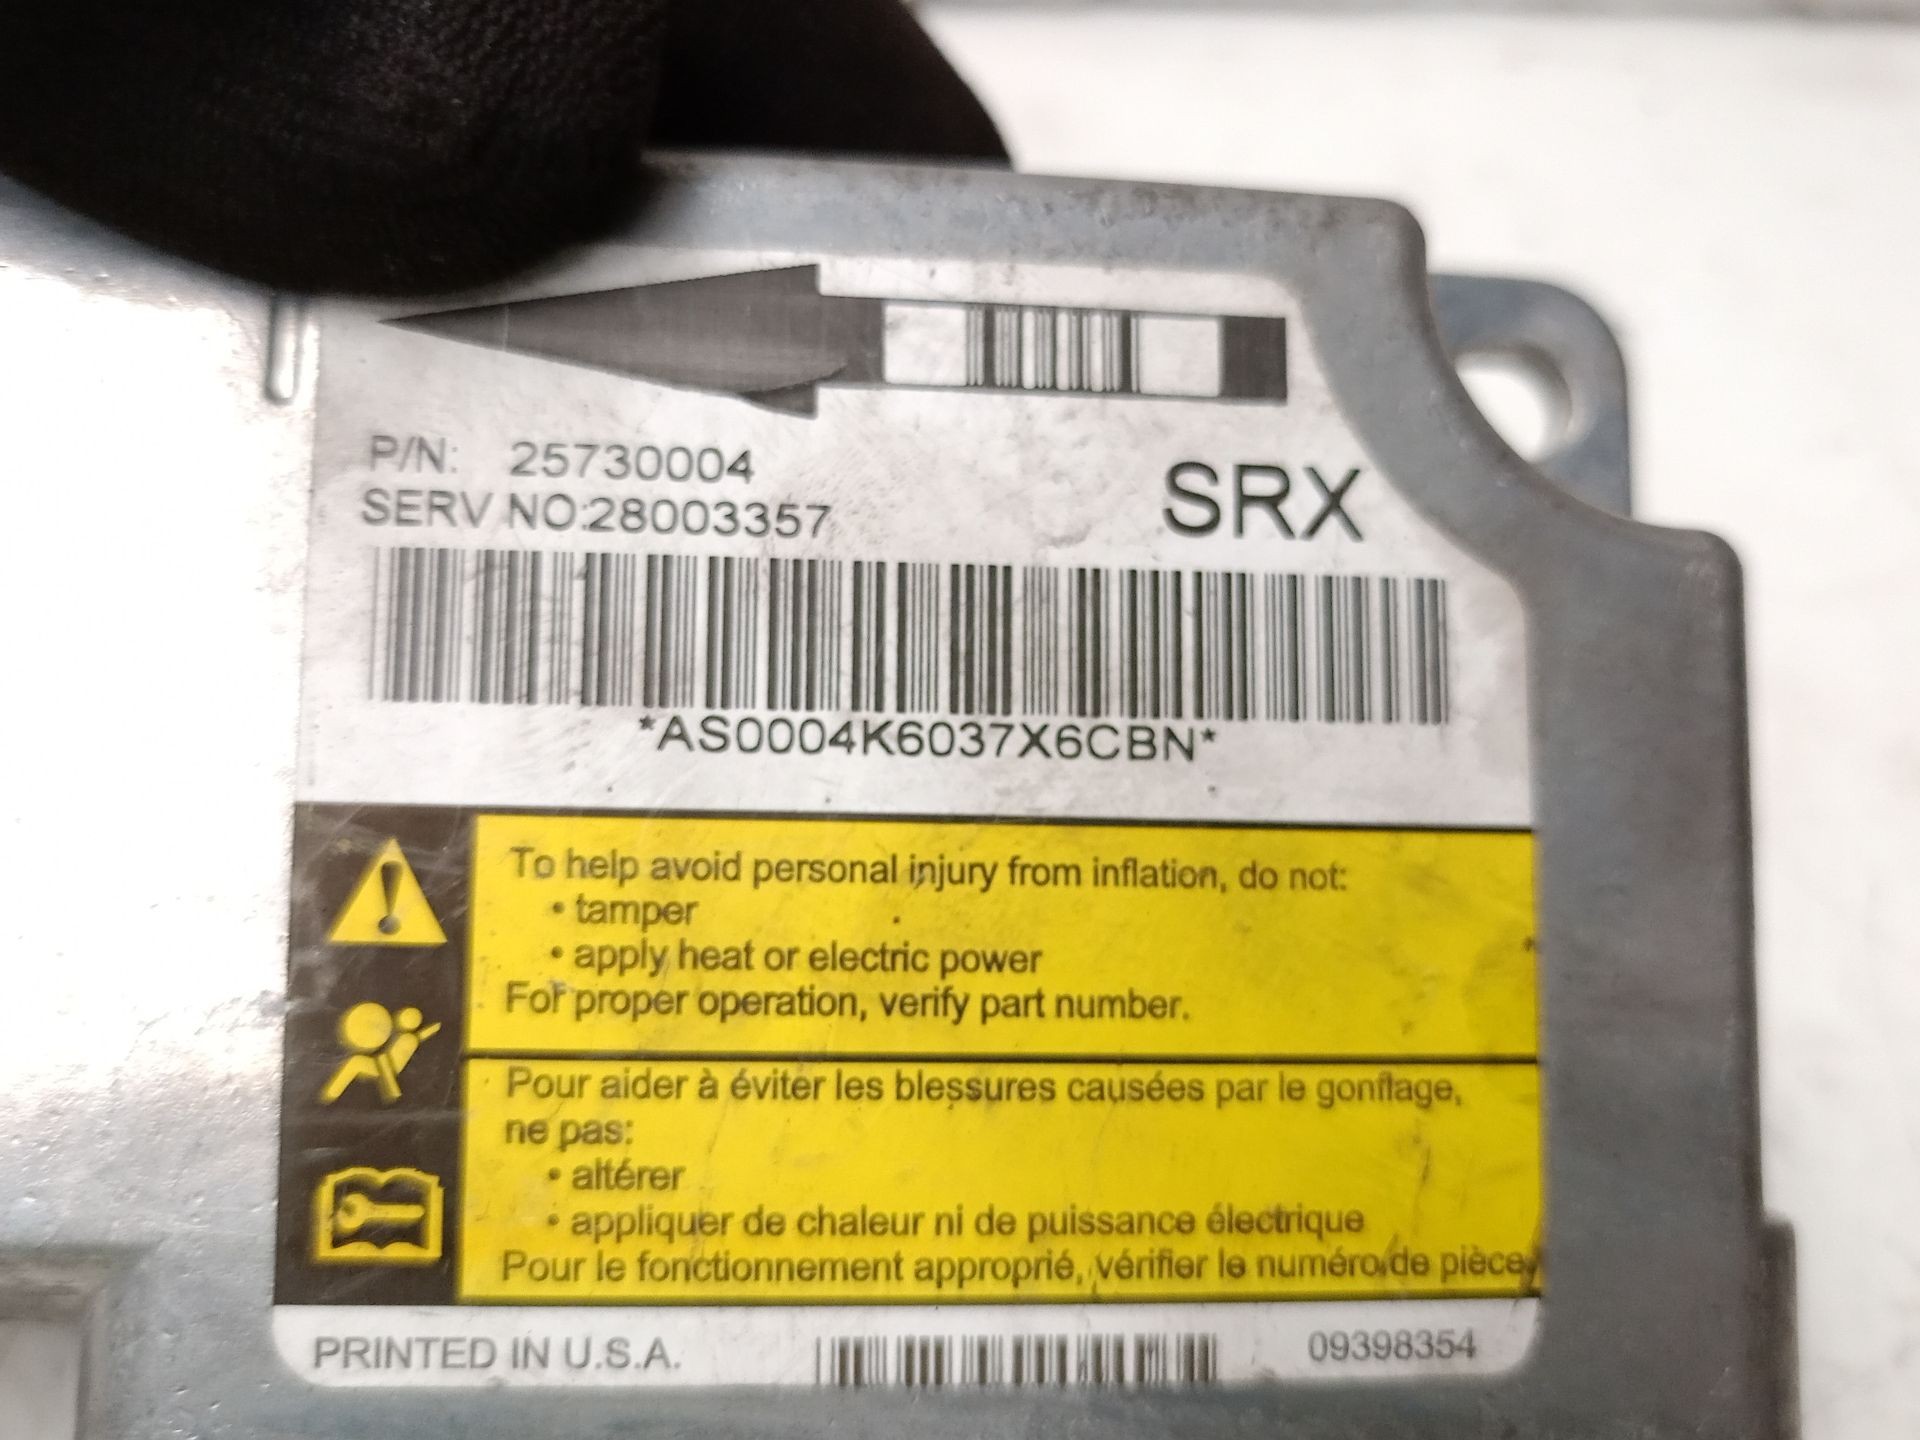 P/N: 25730004
SERV NO:28003357
SRX
*AS0004K6037X6CBN*
To help avoid personal injury from inflation, do not:
• tamper
• apply heat or electric power
For proper operation, verify part number.
Pour aider à éviter les blessures causées par le gonflage,
ne pas:
• altérer
• appliquer de chaleur ni de puissance électrique
Pour le fonctionnement approprié, vérifier le numéro de pièce.
PRINTED IN U.S.A.
09398354